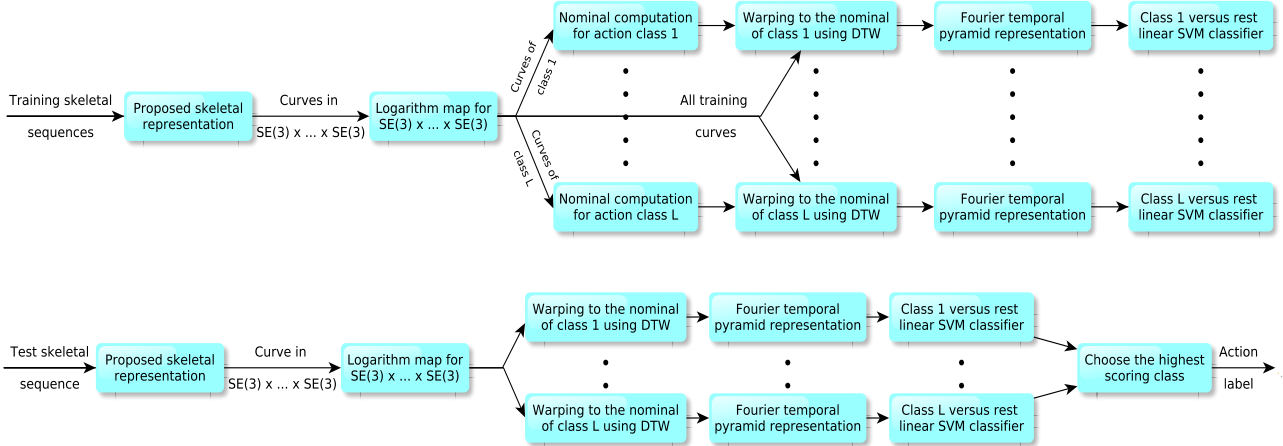 Training skeletal
sequences
Proposed skeletal
representation
Curves in
SE(3) x ... x SE(3)
Logarithm map for
SE(3) x ... x SE(3)
Curves of
class 1
Curves of
class L
Nominal computation
for action class 1
Warping to the nominal
of class 1 using DTW
Fourier temporal
pyramid representation
Class 1 versus rest
linear SVM classifier
All training
curves
Nominal computation
for action class L
Warping to the nominal
of class L using DTW
Fourier temporal
pyramid representation
Class L versus rest
linear SVM classifier
Test skeletal
sequence
Proposed skeletal
representation
Curve in
SE(3) x ... x SE(3)
Logarithm map for
SE(3) x ... x SE(3)
Warping to the nominal
of class 1 using DTW
Fourier temporal
pyramid representation
Class 1 versus rest
linear SVM classifier
Warping to the nominal
of class L using DTW
Fourier temporal
pyramid representation
Class L versus rest
linear SVM classifier
Choose the highest
scoring class
Action
label